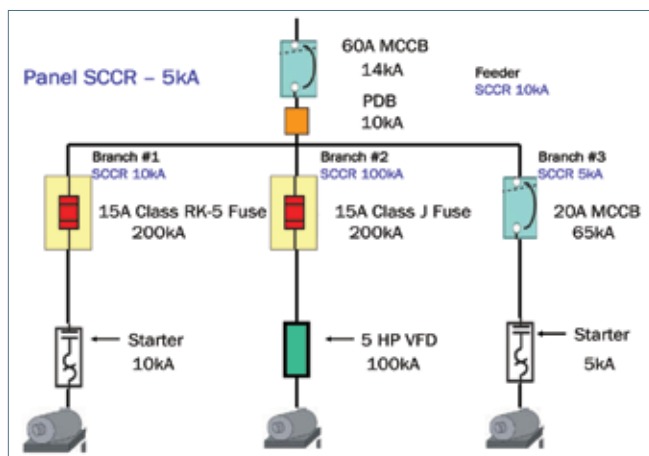 Panel SCCR – 5kA
60A MCCB
14kA
Feeder
SCCR 10kA
PDB
10kA
Branch #1
SCCR 10kA
Branch #2
SCCR 100kA
Branch #3
SCCR 5kA
15A Class RK-5 Fuse
200kA
15A Class J Fuse
200kA
20A MCCB
65kA
Starter
10kA
5 HP VFD
100kA
Starter
5kA